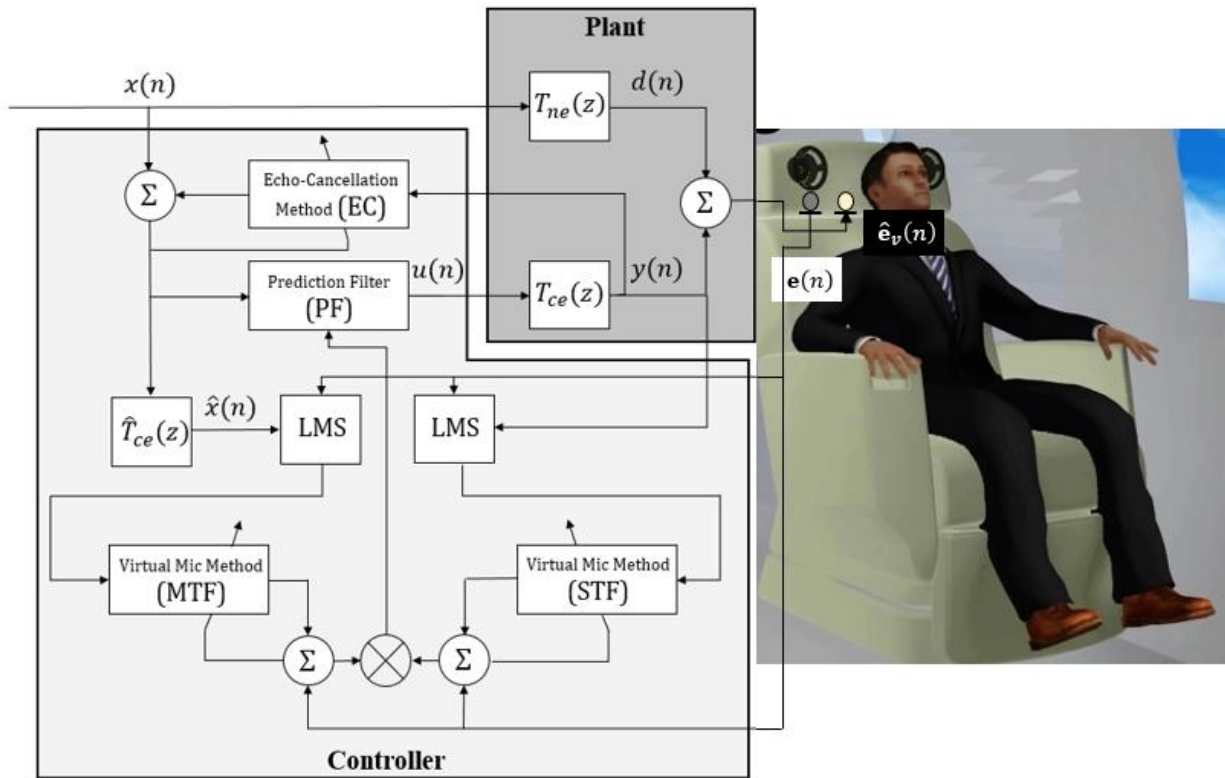 Plant
x(n)
T_ne(z)
d(n)
Σ
Echo-Cancellation
Method (EC)
Σ
ê_v(n)
Prediction Filter
(PF)
u(n)
T_ce(z)
y(n)
e(n)
T̂_ce(z)
x̂(n)
LMS
LMS
Virtual Mic Method
(MTF)
Virtual Mic Method
(STF)
Σ
Σ
Controller